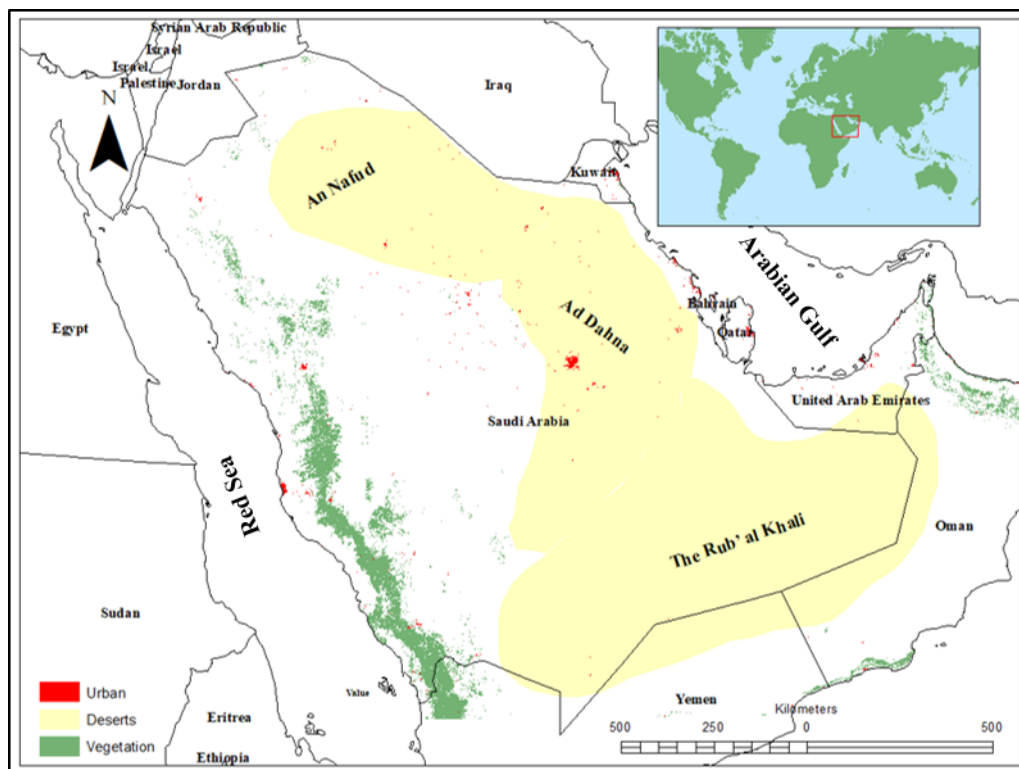 Syrian Arab Republic
Israel
Israel
Palestine
Jordan
Iraq
N
An Nafud
Kuwait
Arabian Gulf
Bahrain
Ad Dahna
Qatar
Egypt
United Arab Emirates
Saudi Arabia
Red Sea
The Rub' al Khali
Oman
Sudan
Value
Yemen
Kilometers
Urban
Deserts
Vegetation
Eritrea
Ethiopia
500 250 0 500